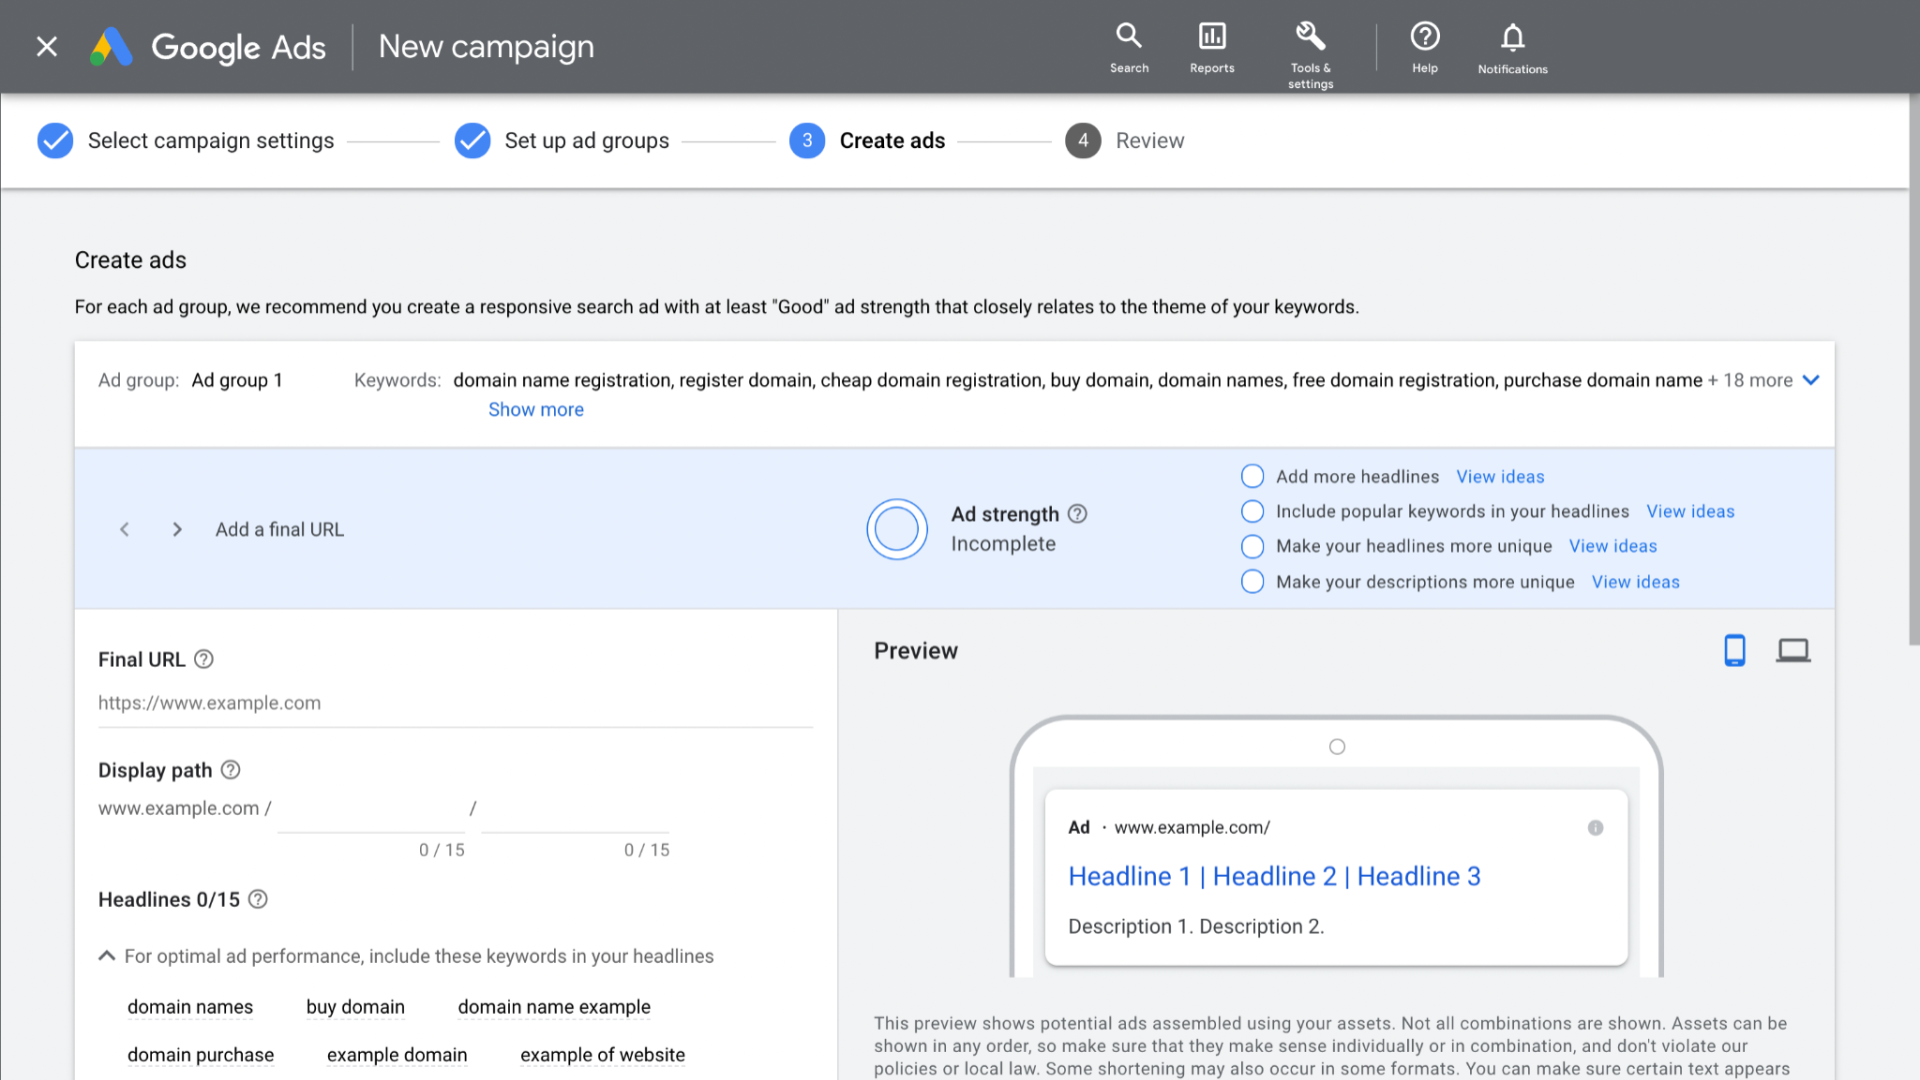 Google Ads New campaign
Search Reports Tools & settings Help Notifications
Select campaign settings Set up ad groups 3 Create ads 4 Review
Create ads
For each ad group, we recommend you create a responsive search ad with at least "Good" ad strength that closely relates to the theme of your keywords.
Ad group: Ad group 1 Keywords: domain name registration, register domain, cheap domain registration, buy domain, domain names, free domain registration, purchase domain name + 18 more
Show more
Add a final URL
Ad strength
Incomplete
Add more headlines View ideas
Include popular keywords in your headlines View ideas
Make your headlines more unique View ideas
Make your descriptions more unique View ideas
Final URL
https://www.example.com
Display path
www.example.com / /
0 / 15 0 / 15
Headlines 0/15
For optimal ad performance, include these keywords in your headlines
domain names buy domain domain name example
domain purchase example domain example of website
Preview
Ad · www.example.com/
Headline 1 | Headline 2 | Headline 3
Description 1. Description 2.
This preview shows potential ads assembled using your assets. Not all combinations are shown. Assets can be
shown in any order, so make sure that they make sense individually or in combination, and don't violate our
policies or local law. Some shortening may also occur in some formats. You can make sure certain text appears